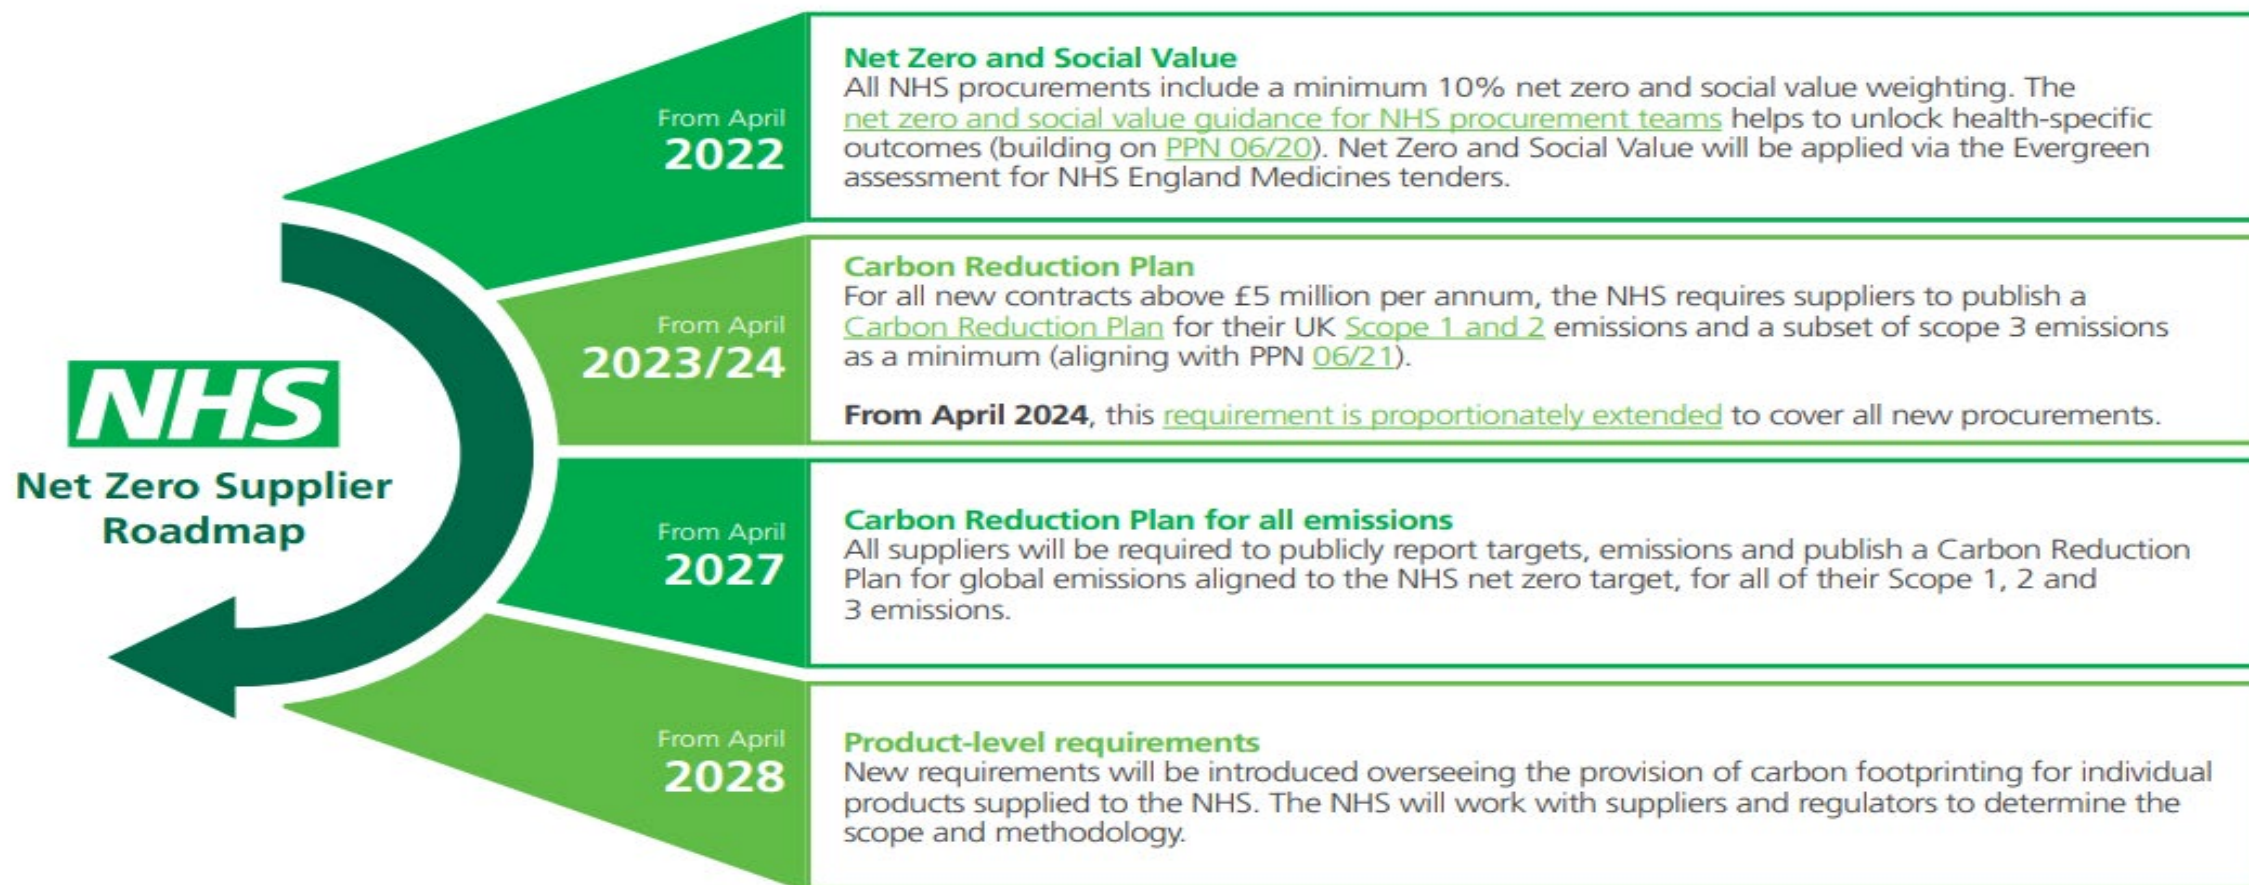 NHS
Net Zero Supplier
Roadmap
From April
2022
Net Zero and Social Value
All NHS procurements include a minimum 10% net zero and social value weighting. The
net zero and social value guidance for NHS procurement teams helps to unlock health-specific
outcomes (building on PPN 06/20). Net Zero and Social Value will be applied via the Evergreen
assessment for NHS England Medicines tenders.
From April
2023/24
Carbon Reduction Plan
For all new contracts above £5 million per annum, the NHS requires suppliers to publish a
Carbon Reduction Plan for their UK Scope 1 and 2 emissions and a subset of scope 3 emissions
as a minimum (aligning with PPN 06/21).
From April 2024, this requirement is proportionately extended to cover all new procurements.
From April
2027
Carbon Reduction Plan for all emissions
All suppliers will be required to publicly report targets, emissions and publish a Carbon Reduction
Plan for global emissions aligned to the NHS net zero target, for all of their Scope 1, 2 and
3 emissions.
From April
2028
Product-level requirements
New requirements will be introduced overseeing the provision of carbon footprinting for individual
products supplied to the NHS. The NHS will work with suppliers and regulators to determine the
scope and methodology.